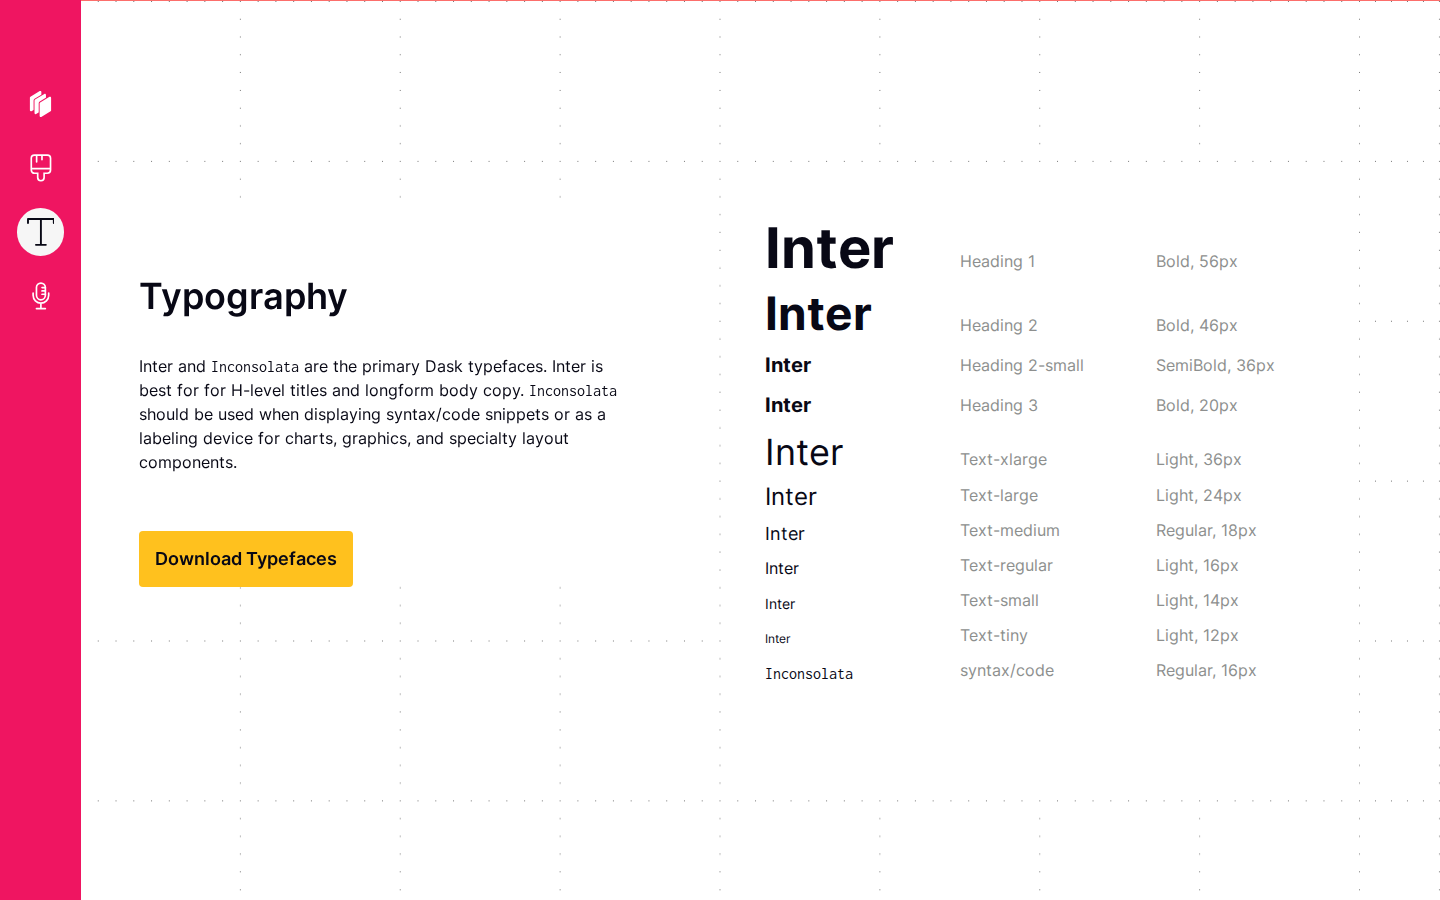 Typography
Inter and Inconsolata are the primary Dask typefaces. Inter is
best for for H-level titles and longform body copy. Inconsolata
should be used when displaying syntax/code snippets or as a
labeling device for charts, graphics, and specialty layout
components.
Download Typefaces
Inter Heading 1 Bold, 56px
Inter Heading 2 Bold, 46px
Inter Heading 2-small SemiBold, 36px
Inter Heading 3 Bold, 20px
Inter Text-xlarge Light, 36px
Inter Text-large Light, 24px
Inter Text-medium Regular, 18px
Inter Text-regular Light, 16px
Inter Text-small Light, 14px
Inter Text-tiny Light, 12px
Inconsolata syntax/code Regular, 16px